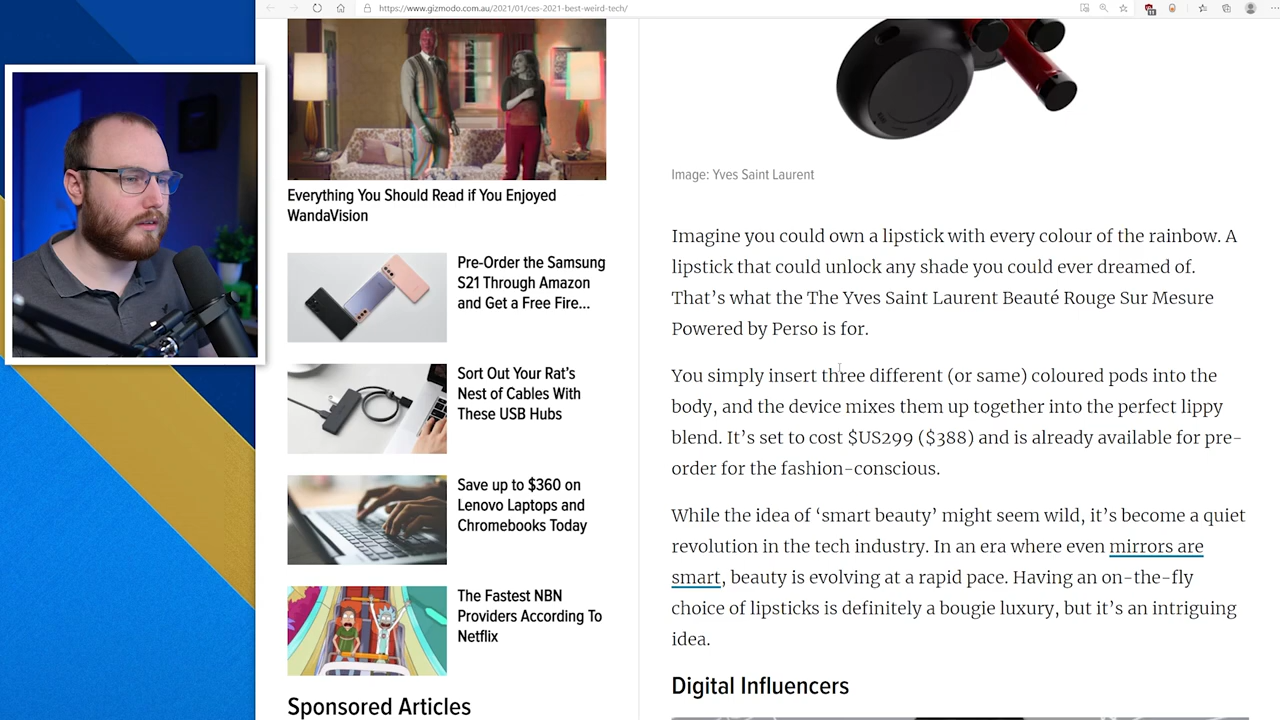 https://www.gizmodo.com.au/2021/01/ces-2021-best-weird-tech/
11
Everything You Should Read if You Enjoyed
WandaVision
Pre-Order the Samsung
S21 Through Amazon
and Get a Free Fire...
Sort Out Your Rat's
Nest of Cables With
These USB Hubs
Save up to $360 on
Lenovo Laptops and
Chromebooks Today
The Fastest NBN
Providers According To
Netflix
Sponsored Articles
Image: Yves Saint Laurent
Imagine you could own a lipstick with every colour of the rainbow. A
lipstick that could unlock any shade you could ever dreamed of.
That's what the The Yves Saint Laurent Beauté Rouge Sur Mesure
Powered by Perso is for.
You simply insert three different (or same) coloured pods into the
body, and the device mixes them up together into the perfect lippy
blend. It's set to cost $US299 ($388) and is already available for pre-
order for the fashion-conscious.
While the idea of ‘smart beauty’ might seem wild, it's become a quiet
revolution in the tech industry. In an era where even mirrors are
smart, beauty is evolving at a rapid pace. Having an on-the-fly
choice of lipsticks is definitely a bougie luxury, but it's an intriguing
idea.
Digital Influencers